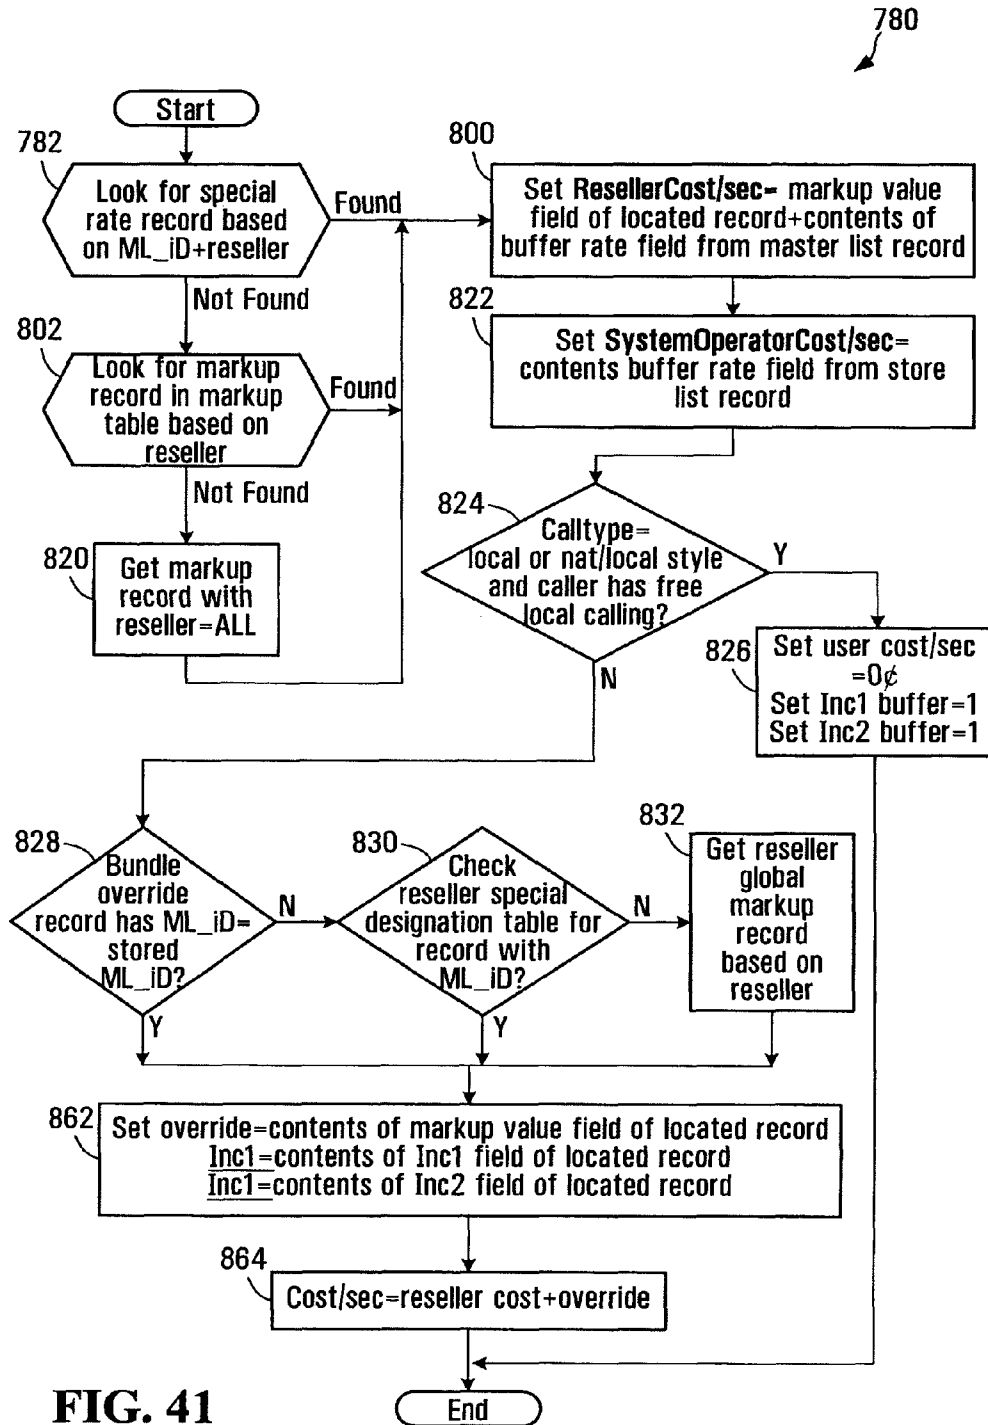 780
Start
782
Look for special
rate record based
on ML_iD+reseller
Found
Not Found
802
Look for markup
record in markup
table based on
reseller
Found
Not Found
820
Get markup
record with
reseller=ALL
800
Set ResellerCost/sec= markup value
field of located record+contents of
buffer rate field from master list record
822
Set SystemOperatorCost/sec=
contents buffer rate field from store
list record
824
Calltype=
local or nat/local style
and caller has free
local calling?
Y
N
826
Set user cost/sec
=0¢
Set Inc1 buffer=1
Set Inc2 buffer=1
828
Bundle
override
record has ML_iD=
stored
ML_iD?
N
Y
830
Check
reseller special
designation table for
record with
ML_iD?
N
Y
832
Get reseller
global
markup
record
based on
reseller
862
Set override=contents of markup value field of located record
Inc1=contents of Inc1 field of located record
Inc1=contents of Inc2 field of located record
864
Cost/sec=reseller cost+override
End
FIG. 41